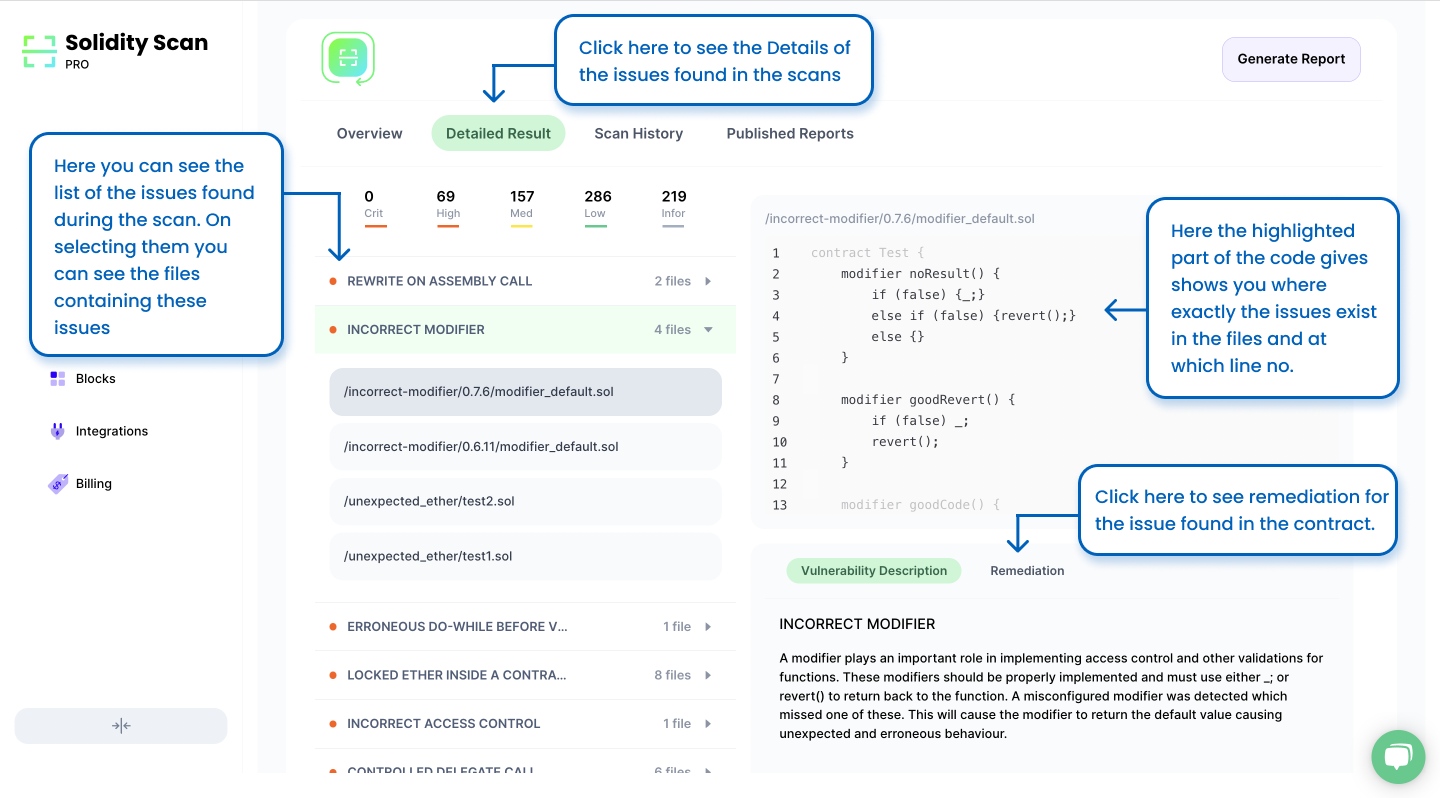 Solidity Scan
PRO
Click here to see the Details of
the issues found in the scans
Generate Report
Overview
Detailed Result
Scan History
Published Reports
Here you can see the
list of the issues found
during the scan. On
selecting them you
can see the files
containing these
issues
0
Crit
69
High
157
Med
286
Low
219
Infor
REWRITE ON ASSEMBLY CALL 2 files
INCORRECT MODIFIER 4 files
/incorrect-modifier/0.7.6/modifier_default.sol
/incorrect-modifier/0.6.11/modifier_default.sol
/unexpected_ether/test2.sol
/unexpected_ether/test1.sol
ERRONEOUS DO-WHILE BEFORE V... 1 file
LOCKED ETHER INSIDE A CONTRA... 8 files
INCORRECT ACCESS CONTROL 1 file
CONTROLLED DELEGATE CALL 6 files
Blocks
Integrations
Billing
/incorrect-modifier/0.7.6/modifier_default.sol
1 contract Test {
2 modifier noResult() {
3 if (false) {_;}
4 else if (false) {revert();}
5 else {}
6 }
7
8 modifier goodRevert() {
9 if (false) _;
10 revert();
11 }
12
13 modifier goodCode() {
Here the highlighted
part of the code gives
shows you where
exactly the issues exist
in the files and at
which line no.
Click here to see remediation for
the issue found in the contract.
Vulnerability Description
Remediation
INCORRECT MODIFIER
A modifier plays an important role in implementing access control and other validations for
functions. These modifiers should be properly implemented and must use either _; or
revert() to return back to the function. A misconfigured modifier was detected which
missed one of these. This will cause the modifier to return the default value causing
unexpected and erroneous behaviour.